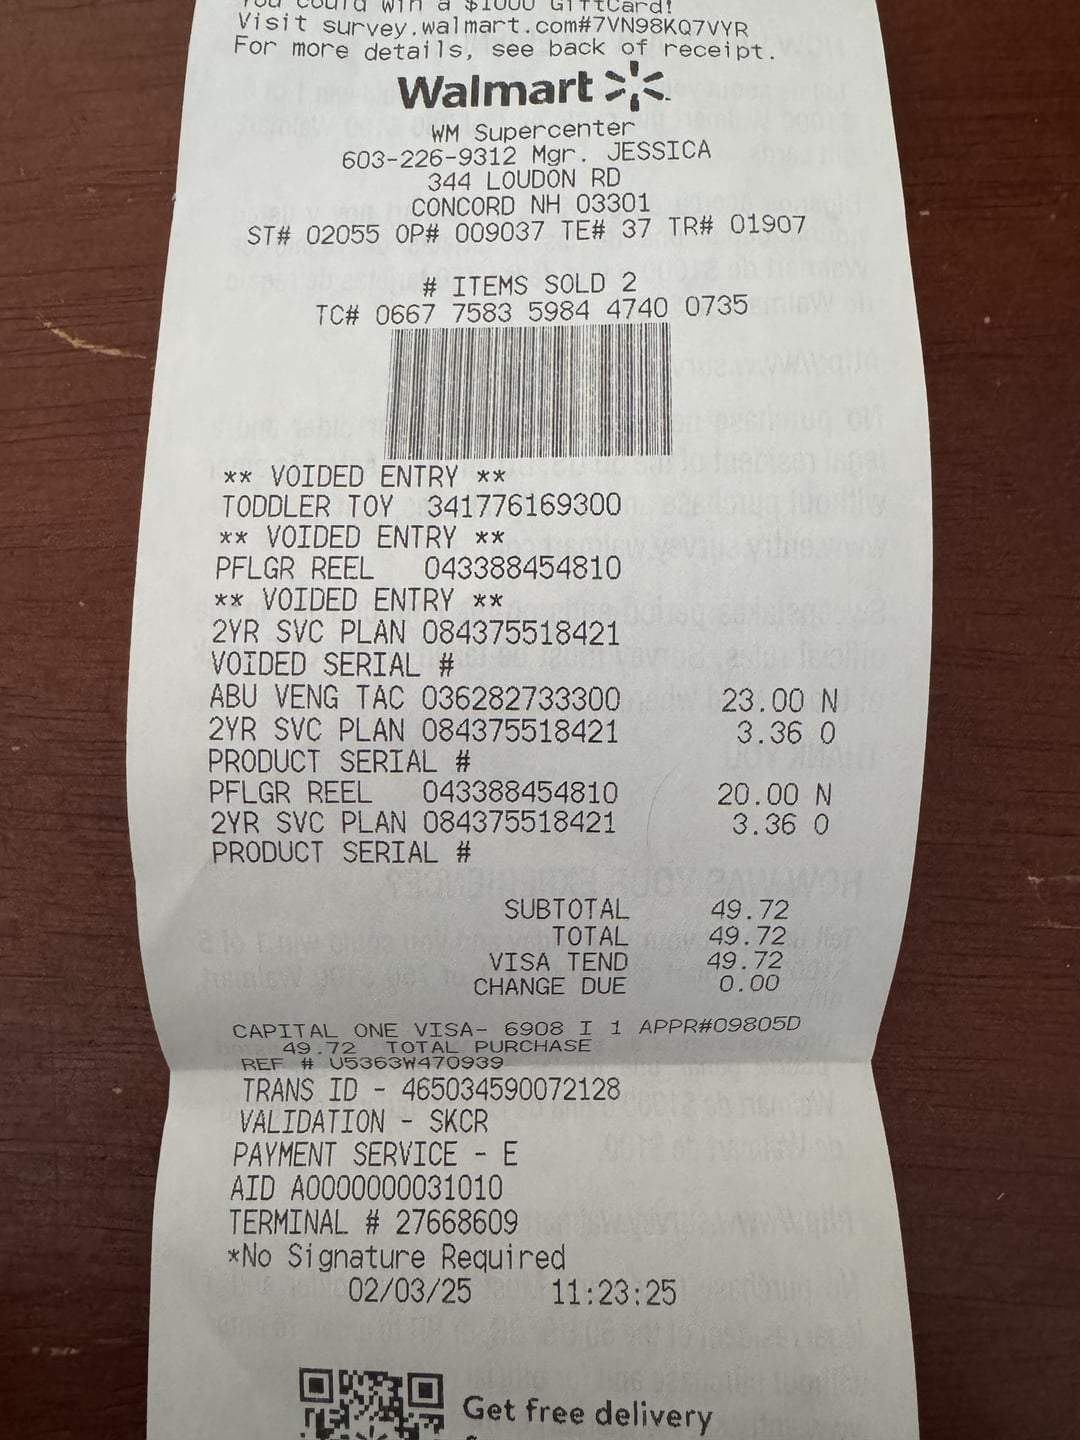 You could win a $1000 GiftCard!
Visit survey.walmart.com#7VN98KQ7VYR
For more details, see back of receipt.
Walmart
WM Supercenter
603-226-9312 Mgr. JESSICA
344 LOUDON RD
CONCORD NH 03301
ST# 02055 OP# 009037 TE# 37 TR# 01907
# ITEMS SOLD 2
TC# 0667 7583 5984 4740 0735
** VOIDED ENTRY **
TODDLER TOY 341776169300
** VOIDED ENTRY **
PFLGR REEL 043388454810
** VOIDED ENTRY **
2YR SVC PLAN 084375518421
VOIDED SERIAL #
ABU VENG TAC 036282733300 23.00 N
2YR SVC PLAN 084375518421 3.36 O
PRODUCT SERIAL #
PFLGR REEL 043388454810 20.00 N
2YR SVC PLAN 084375518421 3.36 O
PRODUCT SERIAL #
SUBTOTAL 49.72
TOTAL 49.72
VISA TEND 49.72
CHANGE DUE 0.00
CAPITAL ONE VISA- 6908 I 1 APPR#09805D
49.72 TOTAL PURCHASE
REF # U5363W470939
TRANS ID - 465034590072128
VALIDATION - SKCR
PAYMENT SERVICE - E
AID A0000000031010
TERMINAL # 27668609
*No Signature Required
02/03/25 11:23:25
Get free delivery